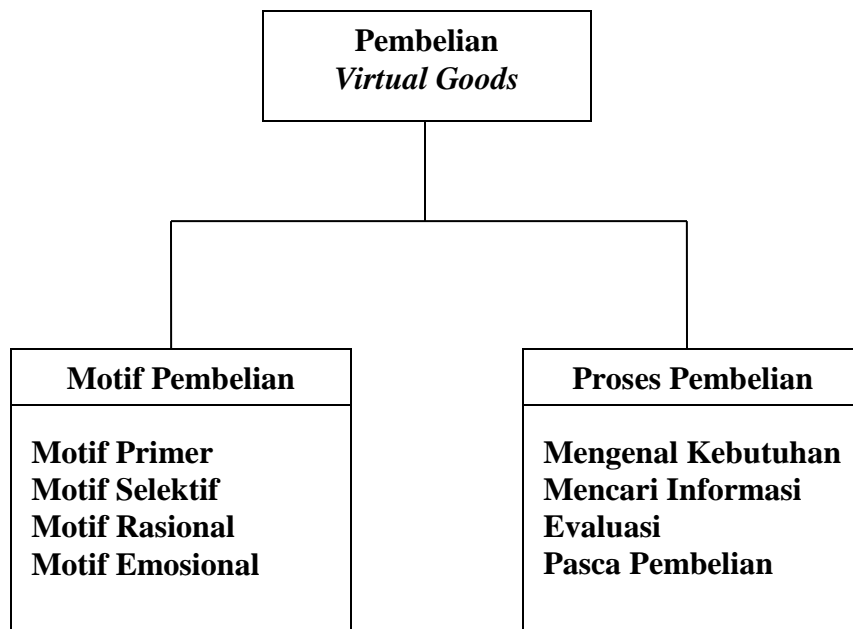 Pembelian
Virtual Goods
Motif Pembelian
Motif Primer
Motif Selektif
Motif Rasional
Motif Emosional
Proses Pembelian
Mengenal Kebutuhan
Mencari Informasi
Evaluasi
Pasca Pembelian